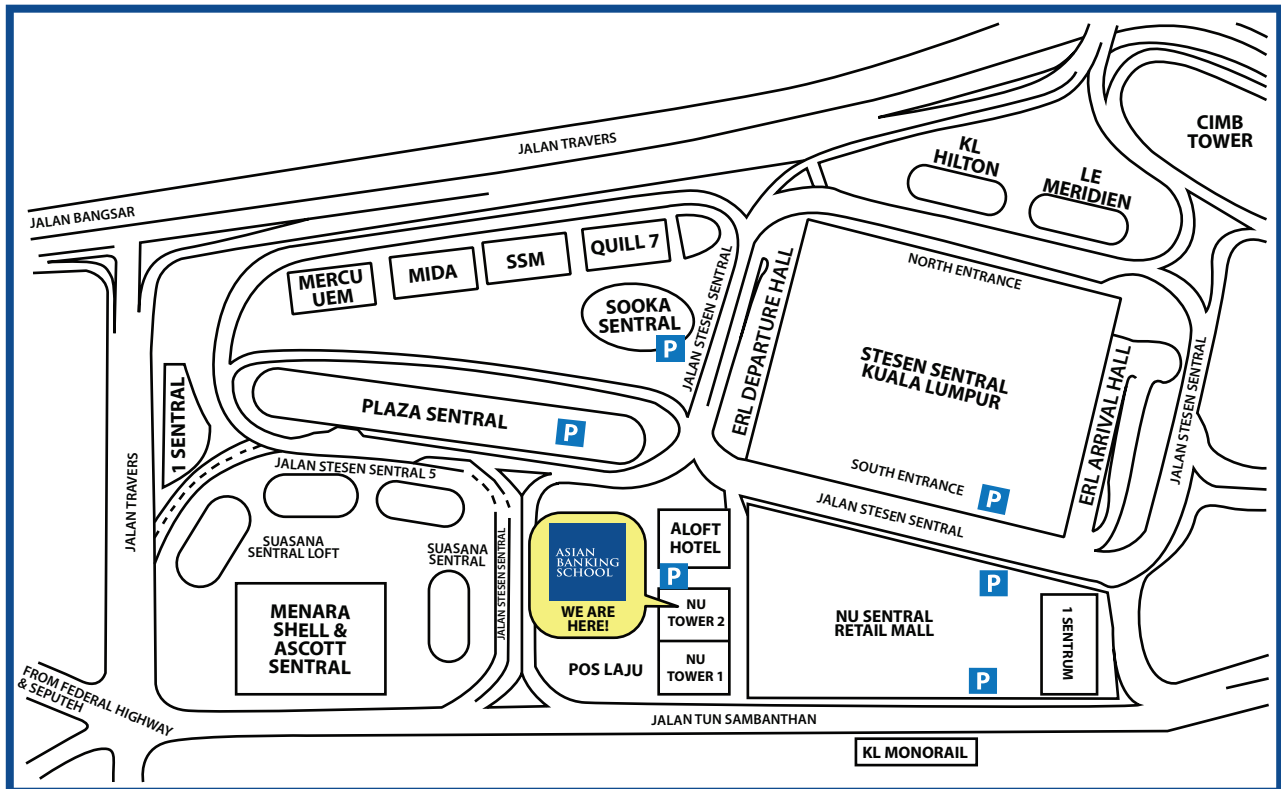 CIMB
TOWER
KL
HILTON
LE
MERIDIEN
JALAN TRAVERS
JALAN BANGSAR
QUILL 7
SSM
MIDA
MERCU
UEM
SOOKA
SENTRAL
P
JALAN STESEN SENTRAL
ERL DEPARTURE HALL
NORTH ENTRANCE
STESEN SENTRAL
KUALA LUMPUR
ERL ARRIVAL HALL
JALAN STESEN SENTRAL
SOUTH ENTRANCE
P
JALAN STESEN SENTRAL
1 SENTRAL
PLAZA SENTRAL
P
JALAN TRAVERS
JALAN STESEN SENTRAL 5
SUASANA
SENTRAL LOFT
SUASANA
SENTRAL
JALAN STESEN SENTRAL
ASIAN
BANKING
SCHOOL
WE ARE
HERE!
ALOFT
HOTEL
P
NU
TOWER 2
NU
TOWER 1
POS LAJU
P
NU SENTRAL
RETAIL MALL
P
1 SENTRUM
MENARA
SHELL &
ASCOTT
SENTRAL
FROM FEDERAL HIGHWAY
& SEPUTEH
JALAN TUN SAMBANTHAN
KL MONORAIL